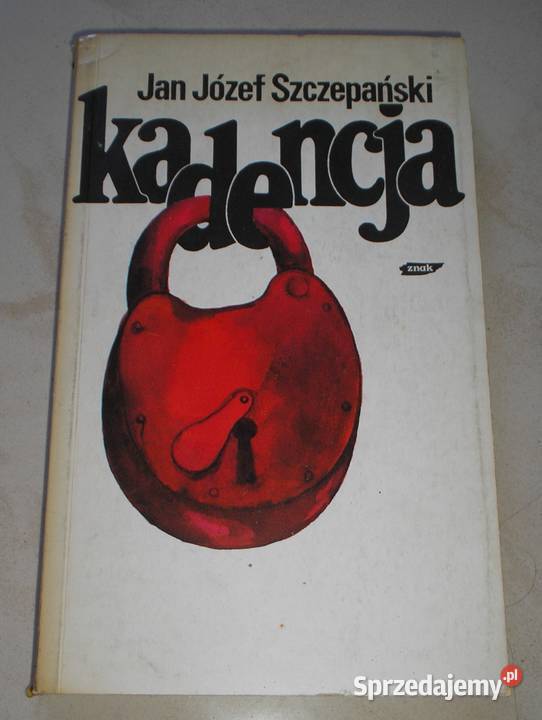 Jan Józef Szczepański
kadencja
znak
Sprzedajemy.pl